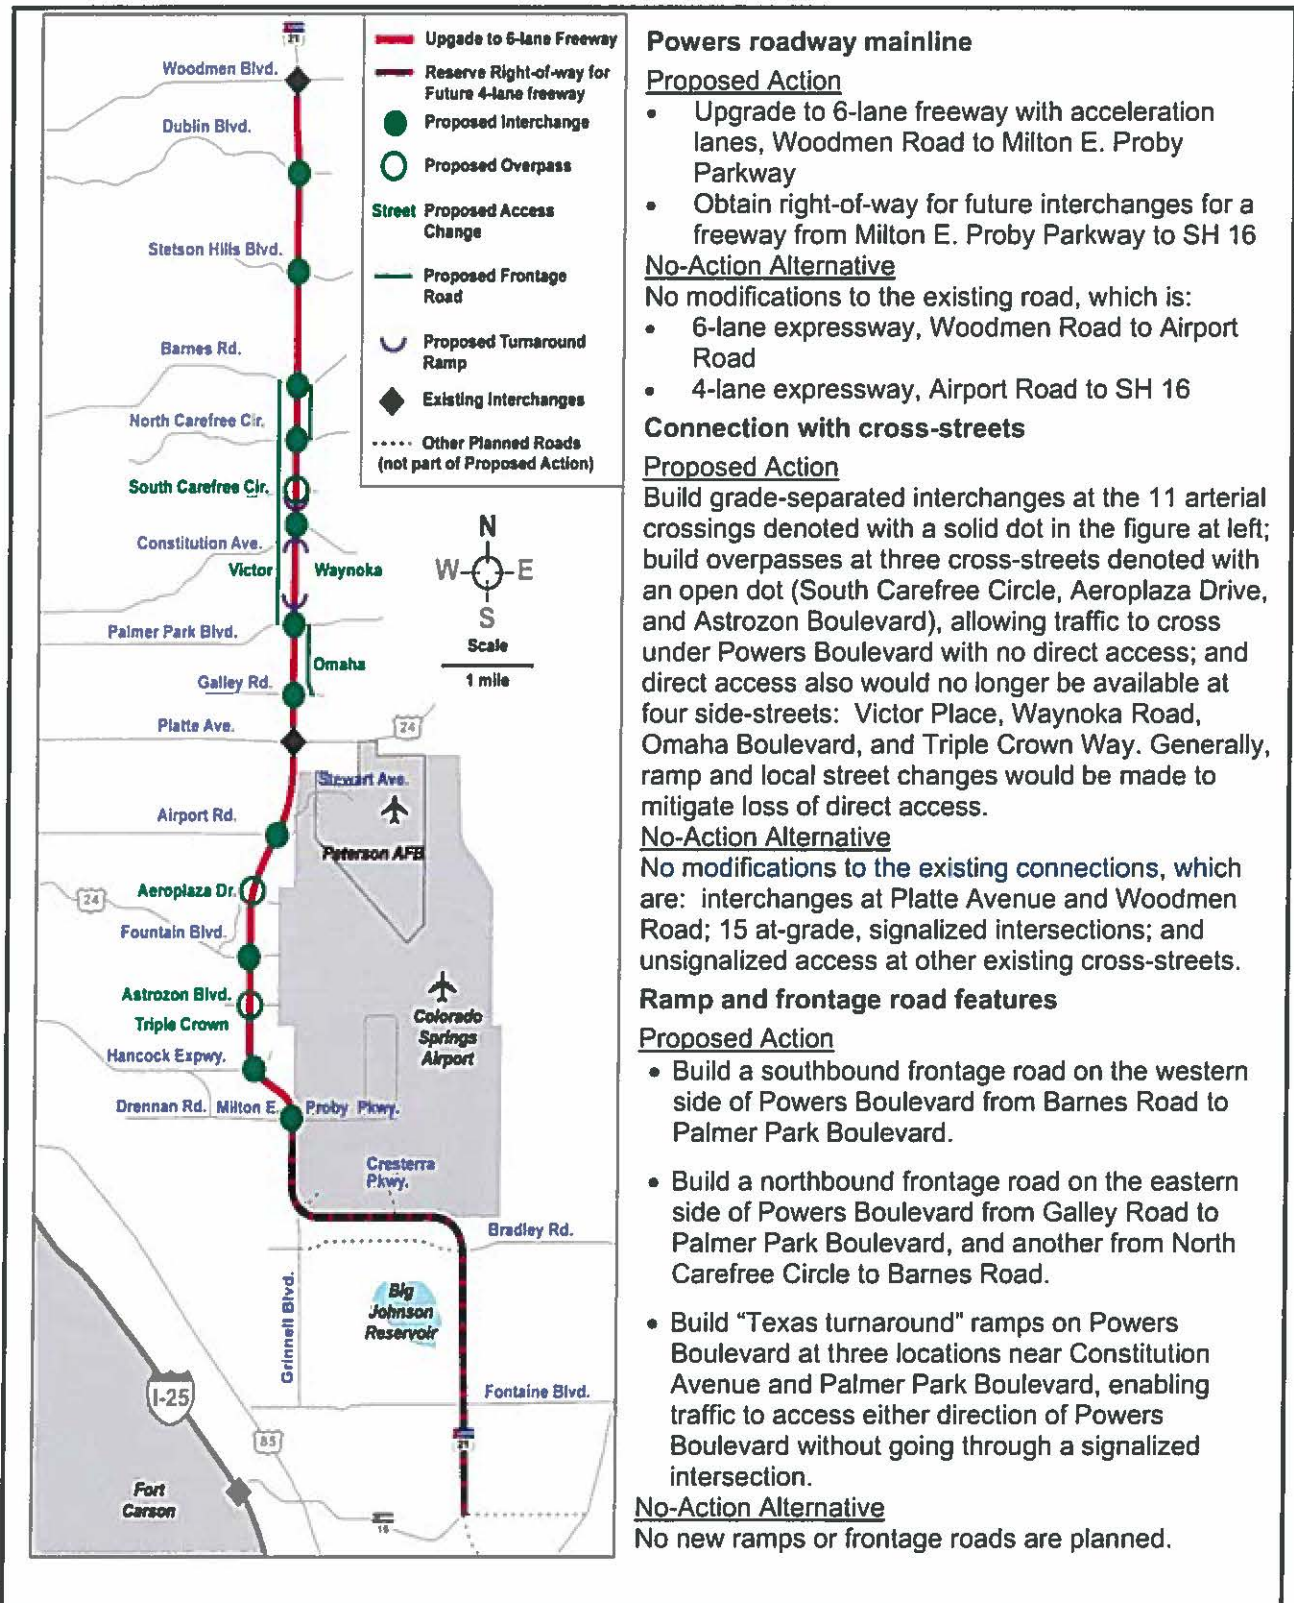 21
Woodmen Blvd.
Dublin Blvd.
Stetson Hills Blvd.
Barnes Rd.
North Carefree Cir.
South Carefree Cir.
Constitution Ave.
Victor
Waynoka
Palmer Park Blvd.
Omaha
Galley Rd.
Platte Ave.
24
Stewart Ave.
Airport Rd.
Peterson AFB
Aeroplaza Dr.
24
Fountain Blvd.
Astrozon Blvd.
Triple Crown
Colorado
Springs
Airport
Hancock Expwy.
Drennan Rd.
Milton E. Proby Pkwy.
Cresterra
Pkwy.
Bradley Rd.
Grinnell Blvd.
Big
Johnson
Reservoir
I-25
Fontaine Blvd.
85
21
Fort
Carson
16
Upgade to 6-lane Freeway
Reserve Right-of-way for
Future 4-lane freeway
Proposed Interchange
Proposed Overpass
Street Proposed Access
Change
Proposed Frontage
Road
Proposed Turnaround
Ramp
Existing Interchanges
Other Planned Roads
(not part of Proposed Action)
N
W E
S
Scale
1 mile
Powers roadway mainline
Proposed Action
• Upgrade to 6-lane freeway with acceleration
lanes, Woodmen Road to Milton E. Proby
Parkway
• Obtain right-of-way for future interchanges for a
freeway from Milton E. Proby Parkway to SH 16
No-Action Alternative
No modifications to the existing road, which is:
• 6-lane expressway, Woodmen Road to Airport
Road
• 4-lane expressway, Airport Road to SH 16
Connection with cross-streets
Proposed Action
Build grade-separated interchanges at the 11 arterial
crossings denoted with a solid dot in the figure at left;
build overpasses at three cross-streets denoted with
an open dot (South Carefree Circle, Aeroplaza Drive,
and Astrozon Boulevard), allowing traffic to cross
under Powers Boulevard with no direct access; and
direct access also would no longer be available at
four side-streets: Victor Place, Waynoka Road,
Omaha Boulevard, and Triple Crown Way. Generally,
ramp and local street changes would be made to
mitigate loss of direct access.
No-Action Alternative
No modifications to the existing connections, which
are: interchanges at Platte Avenue and Woodmen
Road; 15 at-grade, signalized intersections; and
unsignalized access at other existing cross-streets.
Ramp and frontage road features
Proposed Action
• Build a southbound frontage road on the western
side of Powers Boulevard from Barnes Road to
Palmer Park Boulevard.
• Build a northbound frontage road on the eastern
side of Powers Boulevard from Galley Road to
Palmer Park Boulevard, and another from North
Carefree Circle to Barnes Road.
• Build "Texas turnaround" ramps on Powers
Boulevard at three locations near Constitution
Avenue and Palmer Park Boulevard, enabling
traffic to access either direction of Powers
Boulevard without going through a signalized
intersection.
No-Action Alternative
No new ramps or frontage roads are planned.